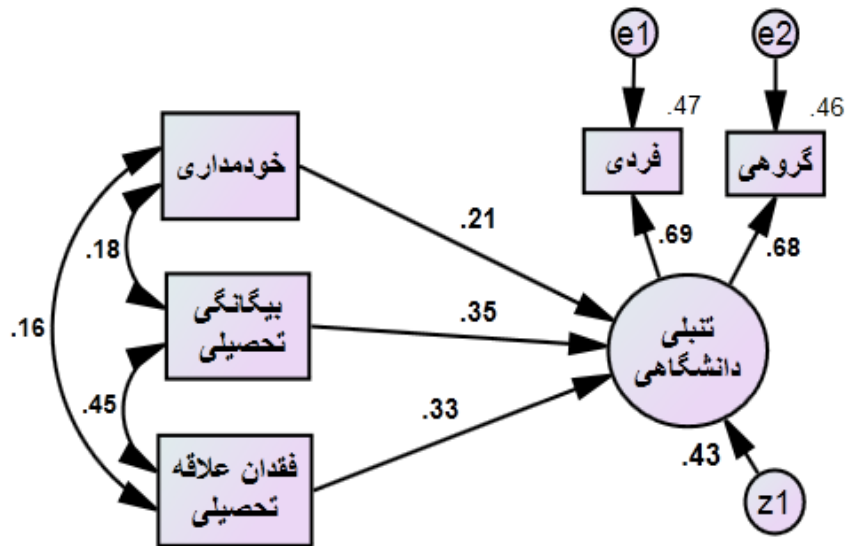 e1
e2
.47
.46
فردی
گروهی
خودمداری
.21
.69
.68
.18
بیگانگی
تحصیلی
.35
تنبلی
دانشگاهی
.16
.45
.33
فقدان علاقه
تحصیلی
.43
z1